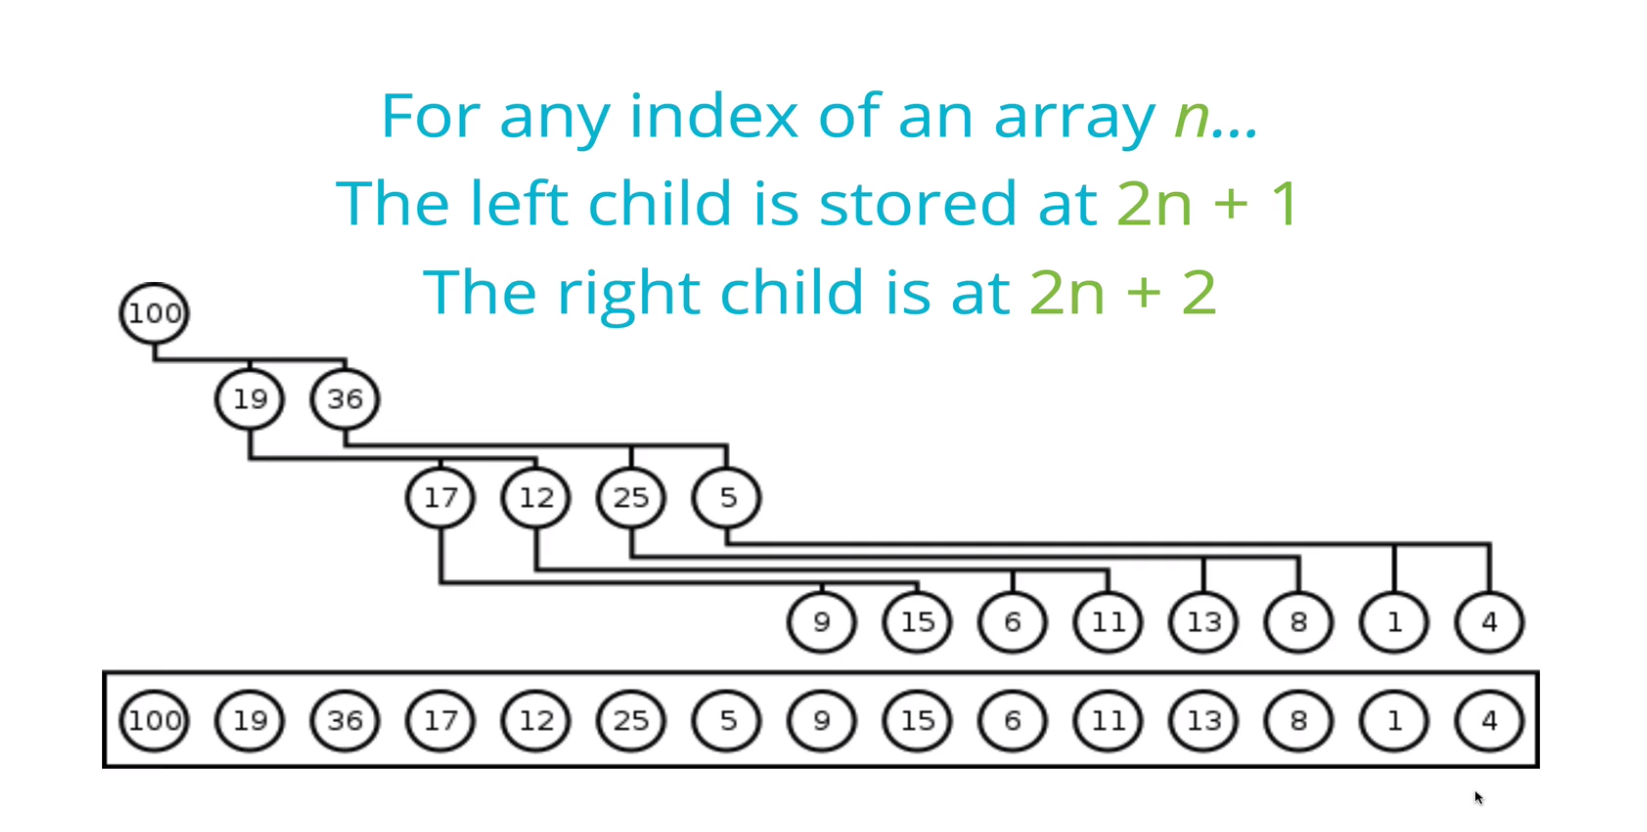 For any index of an array n...
The left child is stored at 2n + 1
The right child is at 2n + 2
100
19 36
17 12 25 5
9 15 6 11 13 8 1 4
100 19 36 17 12 25 5 9 15 6 11 13 8 1 4